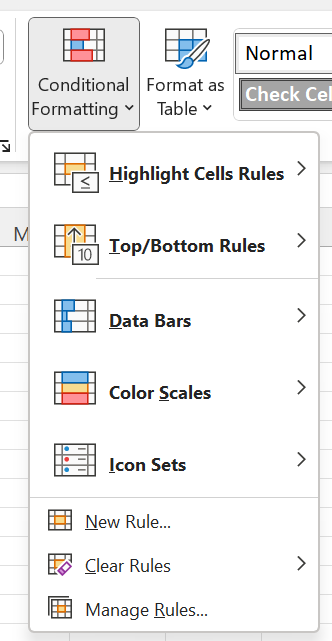 Conditional
Formatting
Format as
Table
Normal
Check Cel
M
≤
Highlight Cells Rules
10
Top/Bottom Rules
Data Bars
Color Scales
Icon Sets
New Rule...
Clear Rules
Manage Rules...